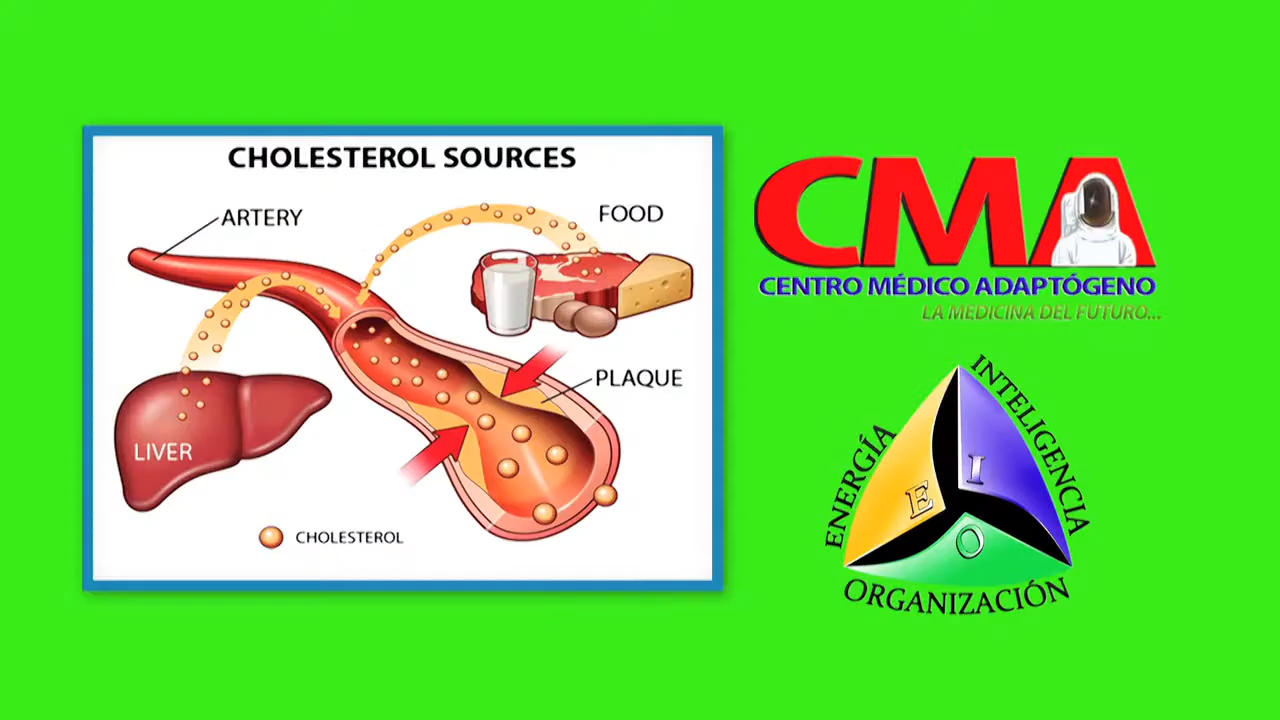 CHOLESTEROL SOURCES
ARTERY
FOOD
PLAQUE
LIVER
CHOLESTEROL
CMA
CENTRO MÉDICO ADAPTÓGENO
LA MEDICINA DEL FUTURO...
ENERGÍA
INTELIGENCIA
E
I
O
ORGANIZACIÓN